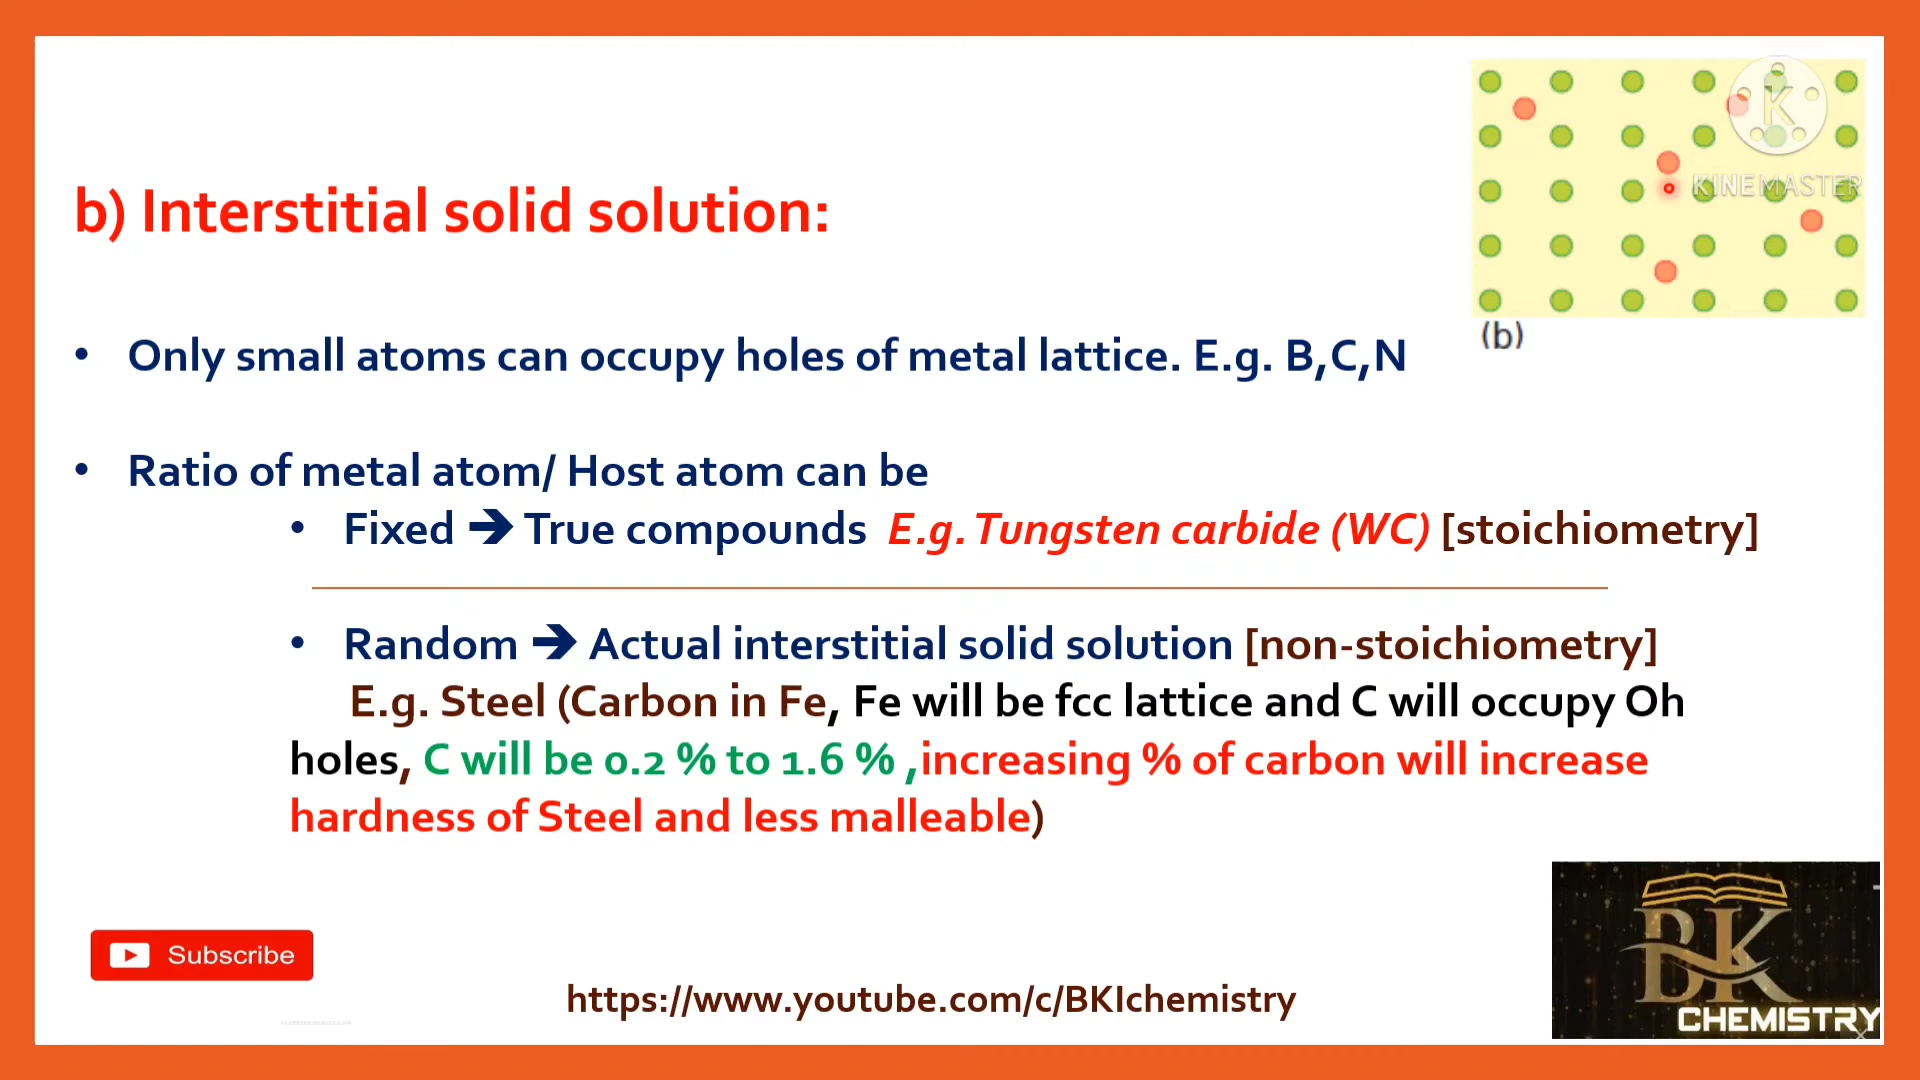 K
KINEMASTER
(b)
b) Interstitial solid solution:
• Only small atoms can occupy holes of metal lattice. E.g. B,C,N
• Ratio of metal atom/ Host atom can be
• Fixed 🡺 True compounds E.g. Tungsten carbide (WC) [stoichiometry]
• Random 🡺 Actual interstitial solid solution [non-stoichiometry]
E.g. Steel (Carbon in Fe, Fe will be fcc lattice and C will occupy Oh
holes, C will be 0.2 % to 1.6 % ,increasing % of carbon will increase
hardness of Steel and less malleable)
Subscribe
https://www.youtube.com/c/BKIchemistry
BK
CHEMISTRY